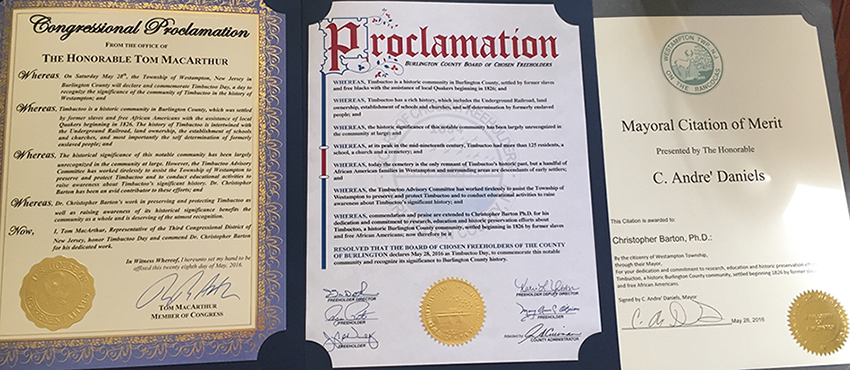 Congressional Proclamation
FROM THE OFFICE OF
THE HONORABLE TOM MACARTHUR
Whereas, On Saturday May 28th, the Township of Westampton, New Jersey in
Burlington County will declare and commemorate Timbuctoo Day, a day
to recognize the significance of the community of Timbuctoo in the history of
Westampton; and
Whereas, Timbuctoo is a historic community in Burlington County, which was settled
by former slaves and free African Americans with the assistance of local
Quakers beginning in 1826. The history of Timbuctoo is intertwined with
the Underground Railroad, land ownership, the establishment of schools
and churches, and most importantly the self determination of formerly
enslaved people; and
Whereas, The historical significance of this notable community has been largely
unrecognized in the community at large. However, the Timbuctoo Advisory
Committee has worked tirelessly to assist the Township of Westampton to
preserve and protect Timbuctoo and to conduct educational activities to
raise awareness about Timbuctoo's significant history. Dr. Christopher
Barton has been an avid contributor to these efforts; and
Whereas, Dr. Christopher Barton's work in preserving and protecting Timbuctoo as
well as raising awareness of its historical significance benefits the
community as a whole and is deserving of the utmost recognition.
Now, I, Tom MacArthur, Representative of the Third Congressional District of
New Jersey, honor Timbuctoo Day and commend Dr. Christopher Barton
for his dedicated work.
In Witness Whereof, I hereunto set my hand to be
affixed this twenty eighth day of May, 2016.
TOM MACARTHUR
MEMBER OF CONGRESS
Proclamation
BURLINGTON COUNTY BOARD OF CHOSEN FREEHOLDERS
WHEREAS, Timbuctoo is a historic community in Burlington County, settled by former slaves
and free blacks with the assistance of local Quakers beginning in 1826; and
WHEREAS, Timbuctoo has a rich history, which includes the Underground Railroad, land
ownership, establishment of schools and churches, and self-determination by formerly enslaved
people; and
WHEREAS, the historic significance of this notable community has been largely unrecognized in
the community at large; and
WHEREAS, at its peak in the mid-nineteenth century, Timbuctoo had more than 125 residents, a
school, a church and a cemetery; and
WHEREAS, today the cemetery is the only remnant of Timbuctoo's historic past, but a handful of
African American families in Westampton and surrounding areas are descendants of early settlers;
and
WHEREAS, the Timbuctoo Advisory Committee has worked tirelessly to assist the Township of
Westampton to preserve and protect Timbuctoo and to conduct educational activities to raise
awareness about Timbuctoo's significant history; and
WHEREAS, commendation and praise are extended to Christopher Barton Ph.D. for his
dedication and commitment to research, education and historic preservation efforts about
Timbuctoo, a historic Burlington County community, settled beginning in 1826 by former slaves
and free African Americans; now therefore be it
RESOLVED THAT THE BOARD OF CHOSEN FREEHOLDERS OF THE COUNTY
OF BURLINGTON declares May 28, 2016 as Timbuctoo Day, to commemorate this notable
community and recognize its significance to Burlington County history.
FREEHOLDER DIRECTOR
FREEHOLDER DEPUTY DIRECTOR
FREEHOLDER
FREEHOLDER
FREEHOLDER
Attested by
COUNTY ADMINISTRATOR
WESTAMPTON TWP. N.J.
ON THE RANCOCAS
Mayoral Citation of Merit
Presented by The Honorable
C. Andre' Daniels
This Citation is awarded to:
Christopher Barton, Ph.D.:
By the citizenry of Westampton Township,
through their Mayor,
For your dedication and commitment to research, education and historic preservation
Timbuctoo, a historic Burlington County community, settled beginning 1826 by former slaves
and free African Americans.
Signed by C. Andre' Daniels, Mayor
May 28, 2016